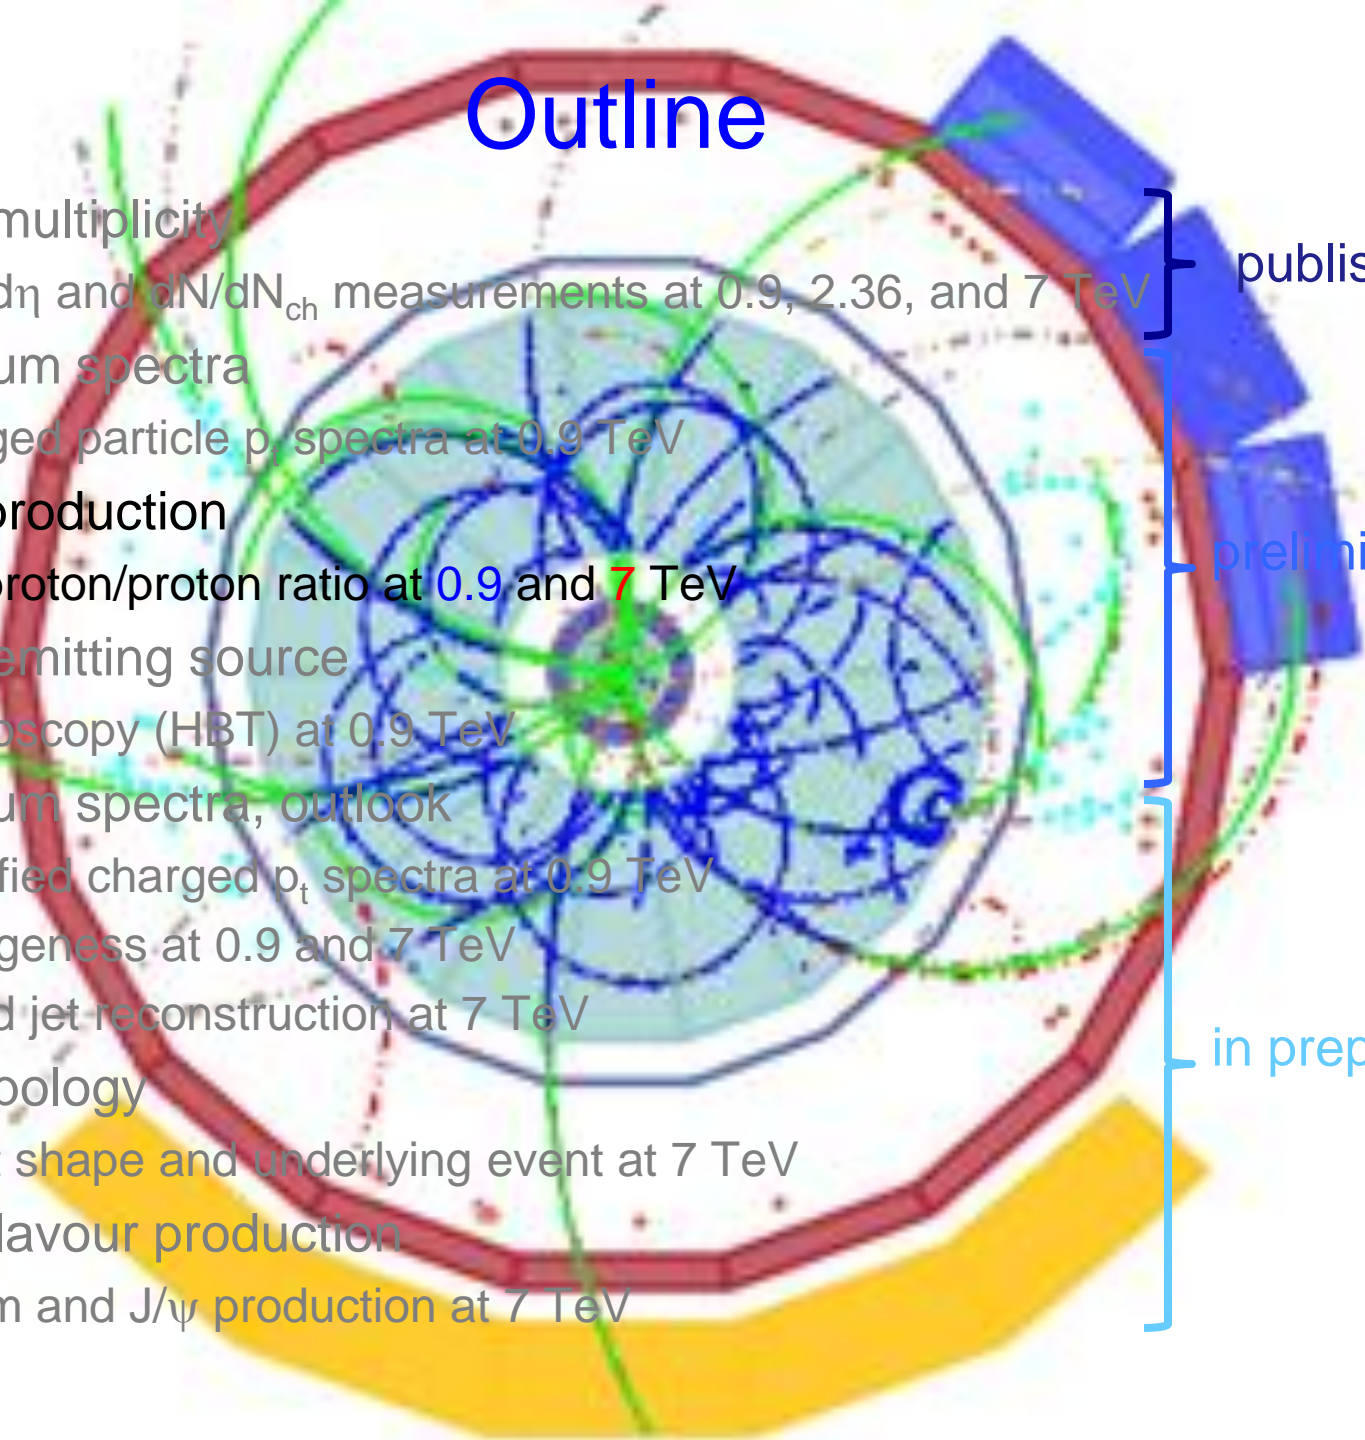 Outline
multiplicity
dη and dN/dNch measurements at 0.9, 2.36, and 7 TeV
publis
um spectra
ged particle pt spectra at 0.9 TeV
production
proton/proton ratio at 0.9 and 7 TeV
prelimi
emitting source
oscopy (HBT) at 0.9 TeV
um spectra, outlook
ified charged pt spectra at 0.9 TeV
geness at 0.9 and 7 TeV
d jet reconstruction at 7 TeV
in prep
pology
t shape and underlying event at 7 TeV
lavour production
m and J/ψ production at 7 TeV